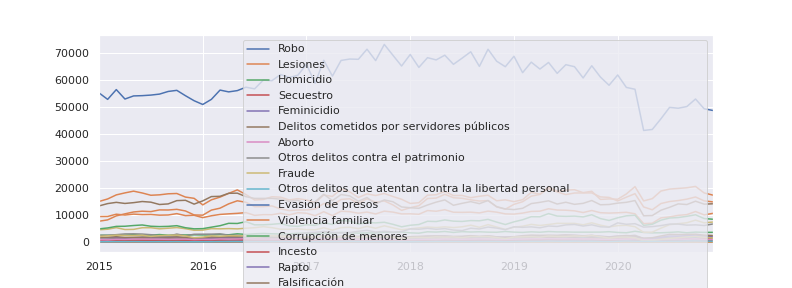 70000
60000
50000
40000
30000
20000
10000
0
2015
2016
2017
2018
2019
2020
Robo
Lesiones
Homicidio
Secuestro
Feminicidio
Delitos cometidos por servidores públicos
Aborto
Otros delitos contra el patrimonio
Fraude
Otros delitos que atentan contra la libertad personal
Evasión de presos
Violencia familiar
Corrupción de menores
Incesto
Rapto
Falsificación